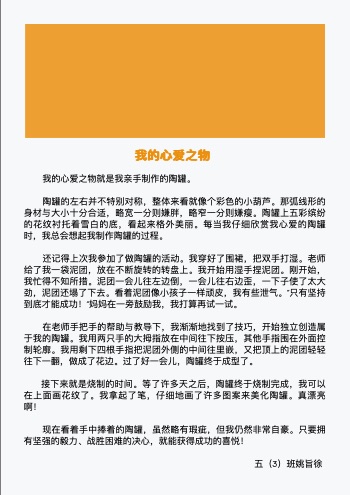 我的心爱之物
我的心爱之物就是我亲手制作的陶罐。
陶罐的左右并不特别对称，整体来看就像个彩色的小葫芦。那弧线形的
身材与大小十分合适，略宽一分则嫌胖，略窄一分则嫌瘦。陶罐上五彩缤纷
的花纹衬托着雪白的底，看起来格外美丽。每当我仔细欣赏我心爱的陶罐
时，我总会想起我制作陶罐的过程。
还记得上次我参加了做陶罐的活动。我穿好了围裙，把双手打湿。老师
给了我一袋泥团，放在不断旋转的转盘上。我开始用湿手捏泥团。刚开始，
我忙得不知所措。泥团一会儿往左边倒，一会儿往右边歪，一下子使了太大
劲，泥团还塌了下去。看着泥团像小孩子一样顽皮，我有些泄气。“只有坚持
到底才能成功！”妈妈在一旁鼓励我，我打算再试一试。
在老师手把手的帮助与教导下，我渐渐地找到了技巧，开始独立创造属
于我的陶罐。我用两只手的大拇指放在中间往下按压，其他手指围在外面控
制轮廓。我用剩下四根手指把泥团外侧的中间往里嵌，又把顶上的泥团轻轻
往下一翻，做成了花边。过了好一会儿，陶罐终于成型了。
接下来就是烧制的时间。等了许多天之后，陶罐终于烧制完成，我可以
在上面画花纹了。我拿起了笔，仔细地画了许多图案来美化陶罐。真漂亮
啊！
现在看着手中捧着的陶罐，虽然略有瑕疵，但我仍然非常自豪。只要拥
有坚强的毅力、战胜困难的决心，就能获得成功的喜悦！
五（3）班姚旨徐